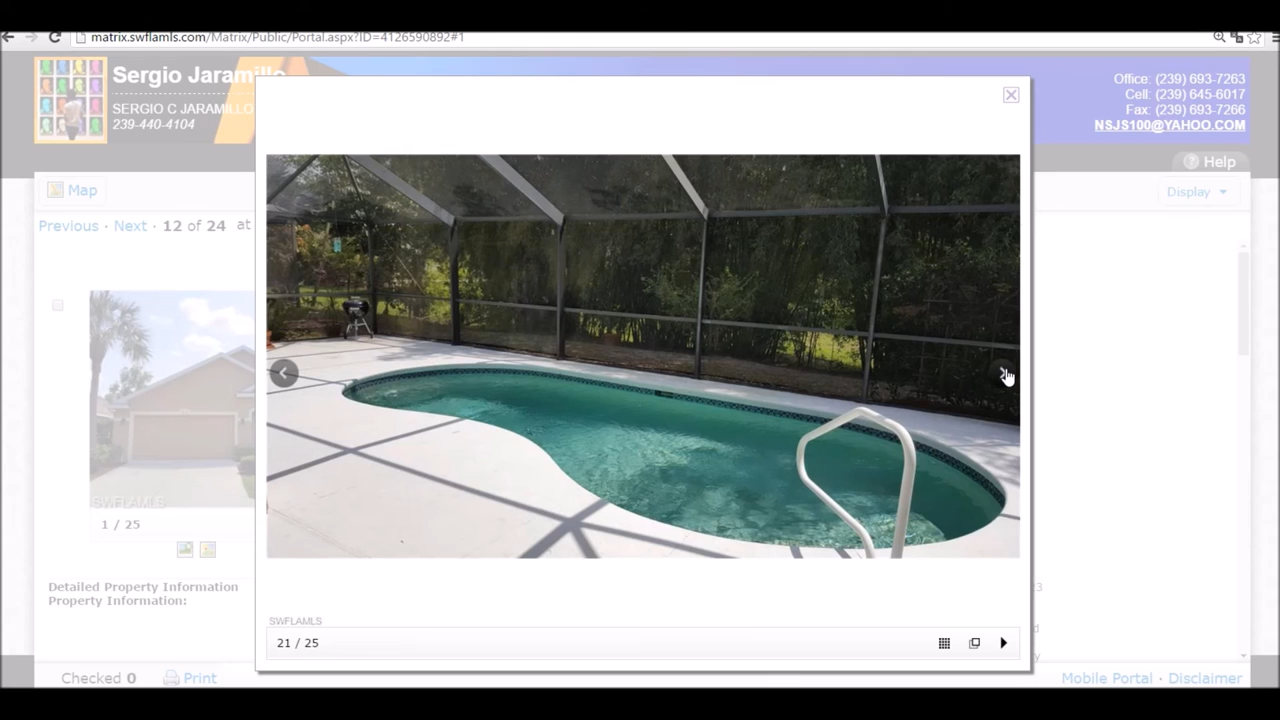 matrix.swflamls.com/Matrix/Public/Portal.aspx?ID=4126590892#1
Sergio Jaramillo
SERGIO C JARAMILLO
239-440-4104
Office: (239) 693-7263
Cell: (239) 645-6017
Fax: (239) 693-7266
NSJS100@YAHOO.COM
? Help
Map
Display
Previous · Next · 12 of 24 at
SWFLAMLS
1 / 25
Detailed Property Information
Property Information:
SWFLAMLS
21 / 25
Checked 0
Print
Mobile Portal · Disclaimer